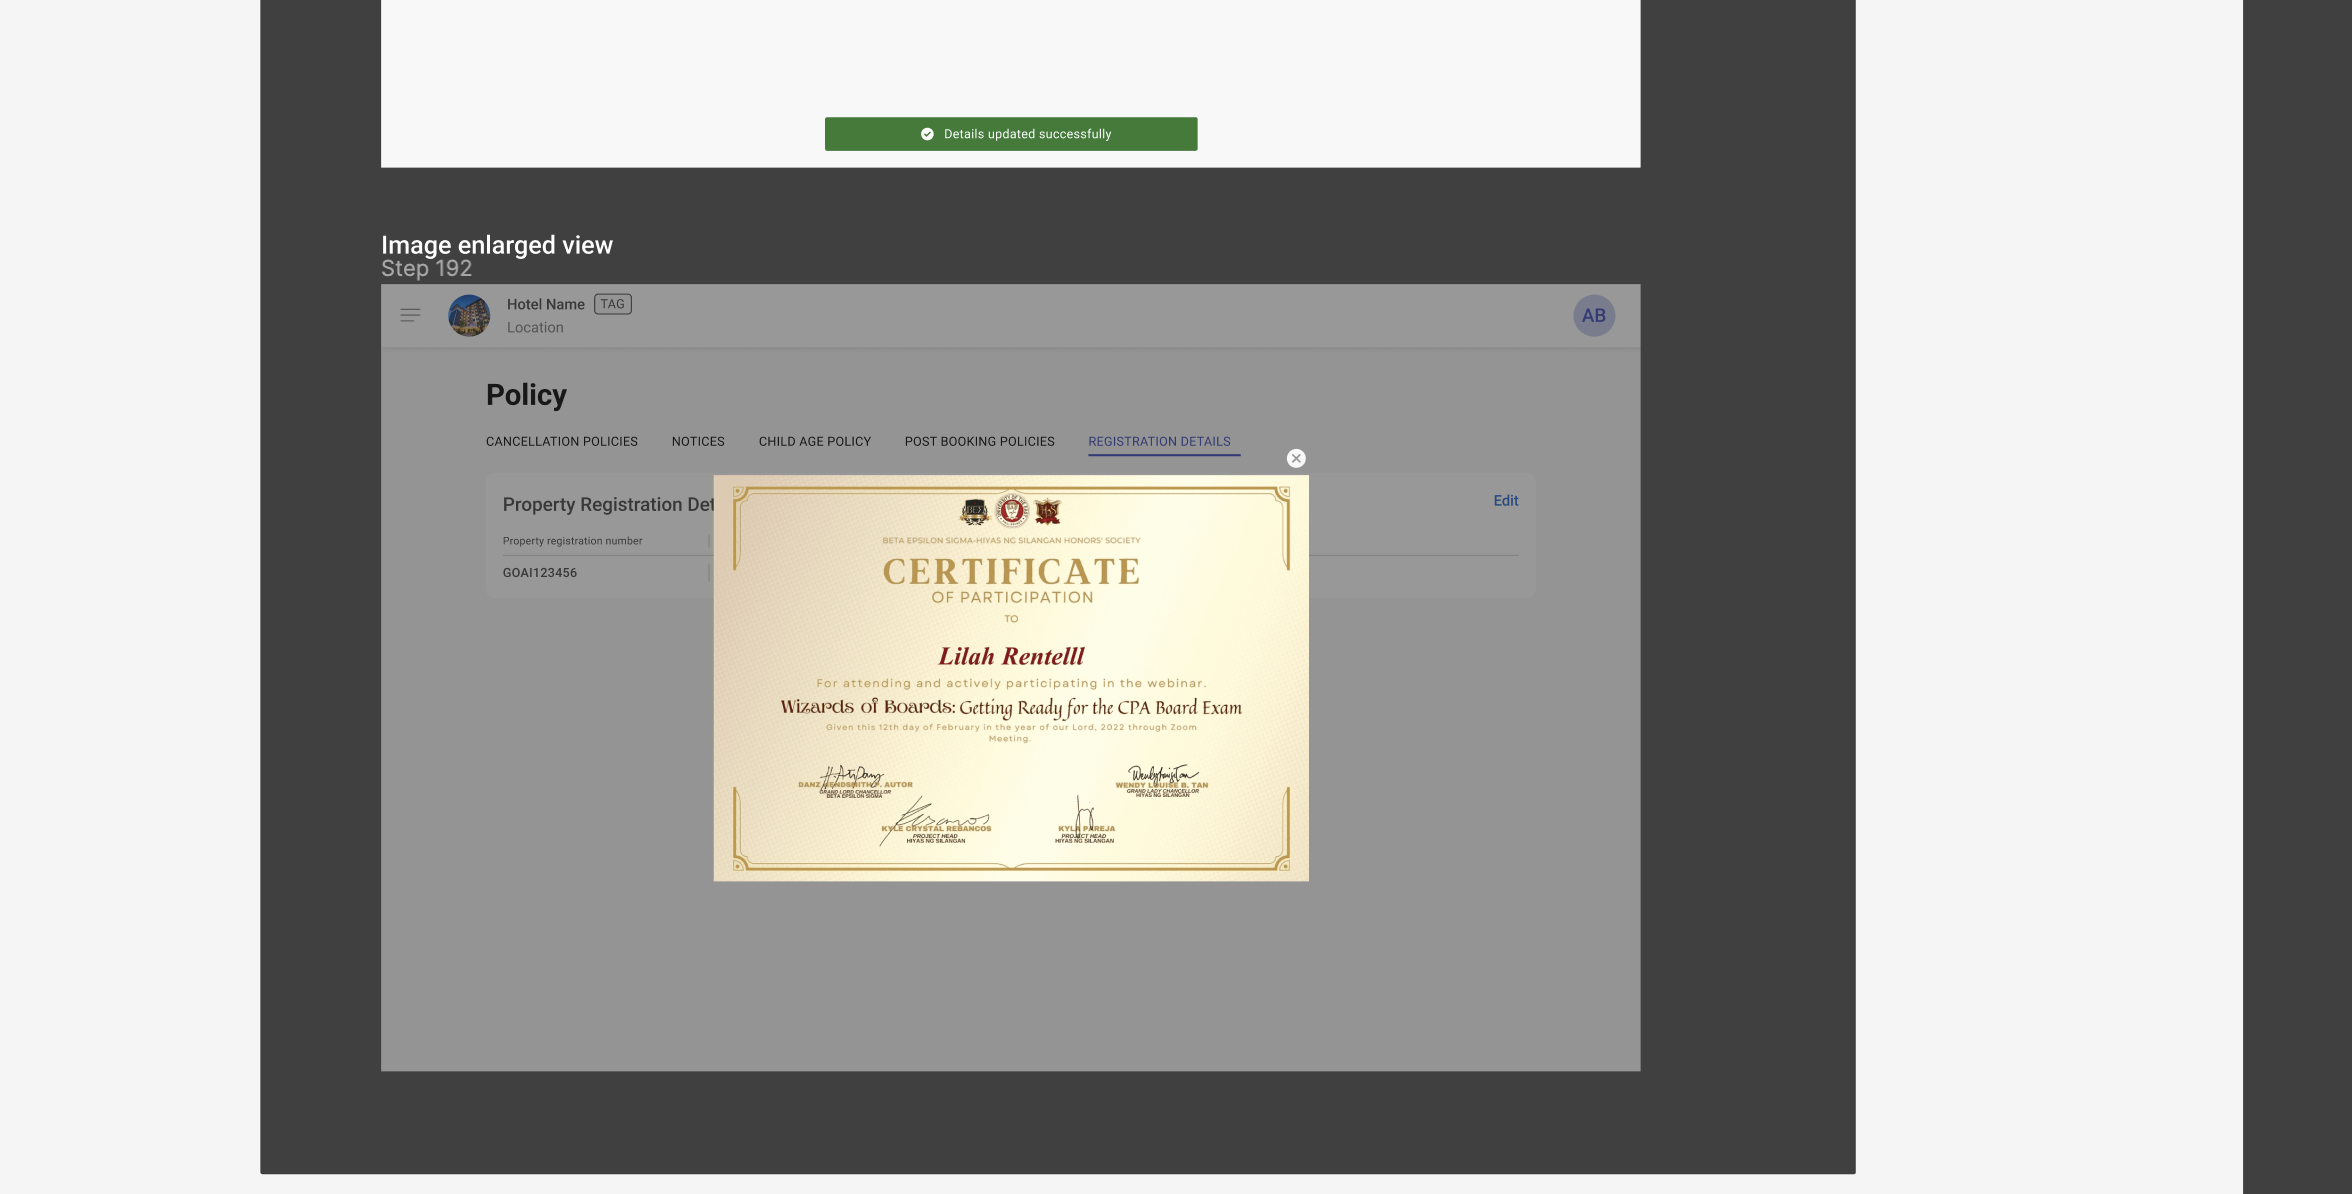 Details updated successfully
Image enlarged view
Step 192
Hotel Name TAG
Location
AB
Policy
CANCELLATION POLICIES NOTICES CHILD AGE POLICY POST BOOKING POLICIES REGISTRATION DETAILS
Property Registration Det
Edit
Property registration number
GOAI123456
BETA EPSILON SIGMA-HIYAS NG SILANGAN HONORS' SOCIETY
CERTIFICATE
OF PARTICIPATION
TO
Lilah Rentelll
For attending and actively participating in the webinar.
Wizards of Boards: Getting Ready for the CPA Board Exam
Given this 12th day of February in the year of our Lord, 2022 through Zoom
Meeting.
WENDY LOUISE B. TAN
GRAND LORD CHANCELLOR
BETA EPSILON SIGMA
GRAND LADY CHANCELLOR
HIYAS NG SILANGAN
KYLE CRYSTAL REBANCOS
PROJECT HEAD
HIYAS NG SILANGAN
KYLA PAREJA
PROJECT HEAD
HIYAS NG SILANGAN